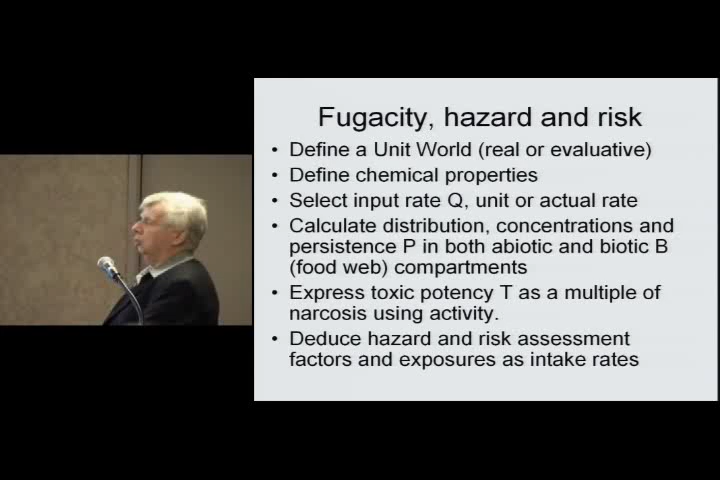 Fugacity, hazard and risk
• Define a Unit World (real or evaluative)
• Define chemical properties
• Select input rate Q, unit or actual rate
• Calculate distribution, concentrations and
persistence P in both abiotic and biotic B
(food web) compartments
• Express toxic potency T as a multiple of
narcosis using activity.
• Deduce hazard and risk assessment
factors and exposures as intake rates